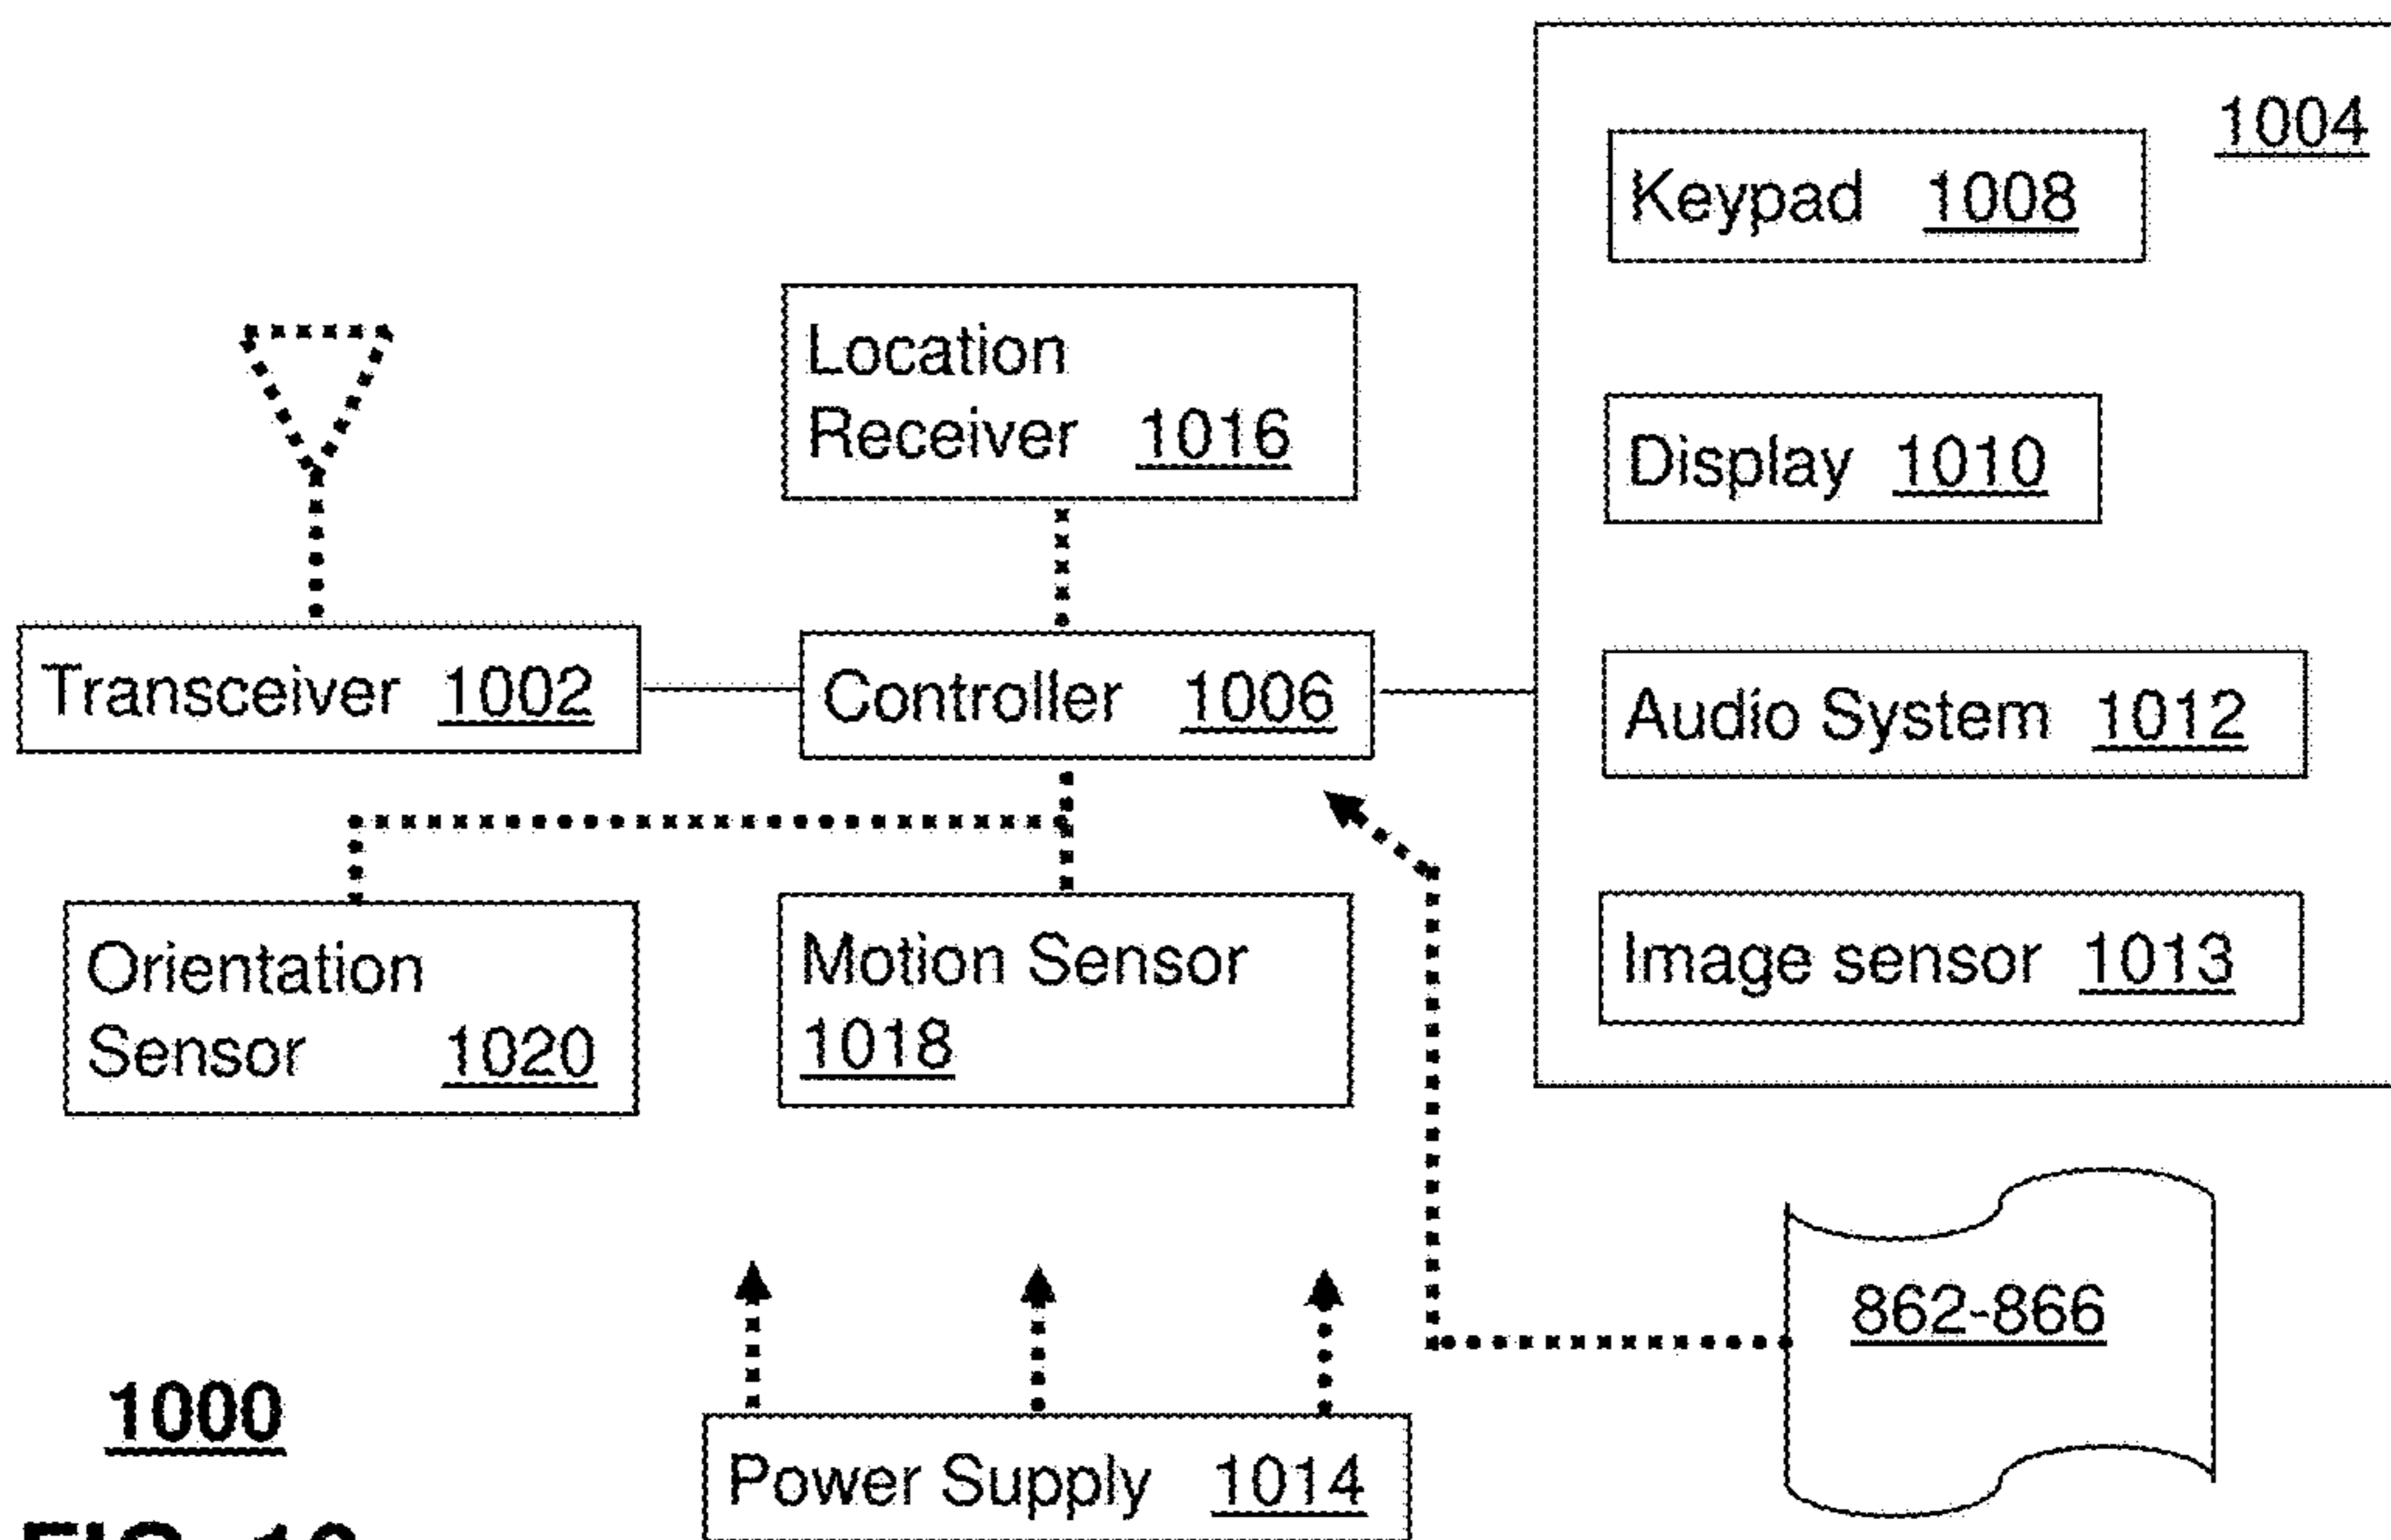 1004
Keypad 1008
Location
Receiver 1016
Display 1010
Transceiver 1002
Controller 1006
Audio System 1012
Orientation
Sensor 1020
Motion Sensor
1018
Image sensor 1013
862-866
1000
Power Supply 1014